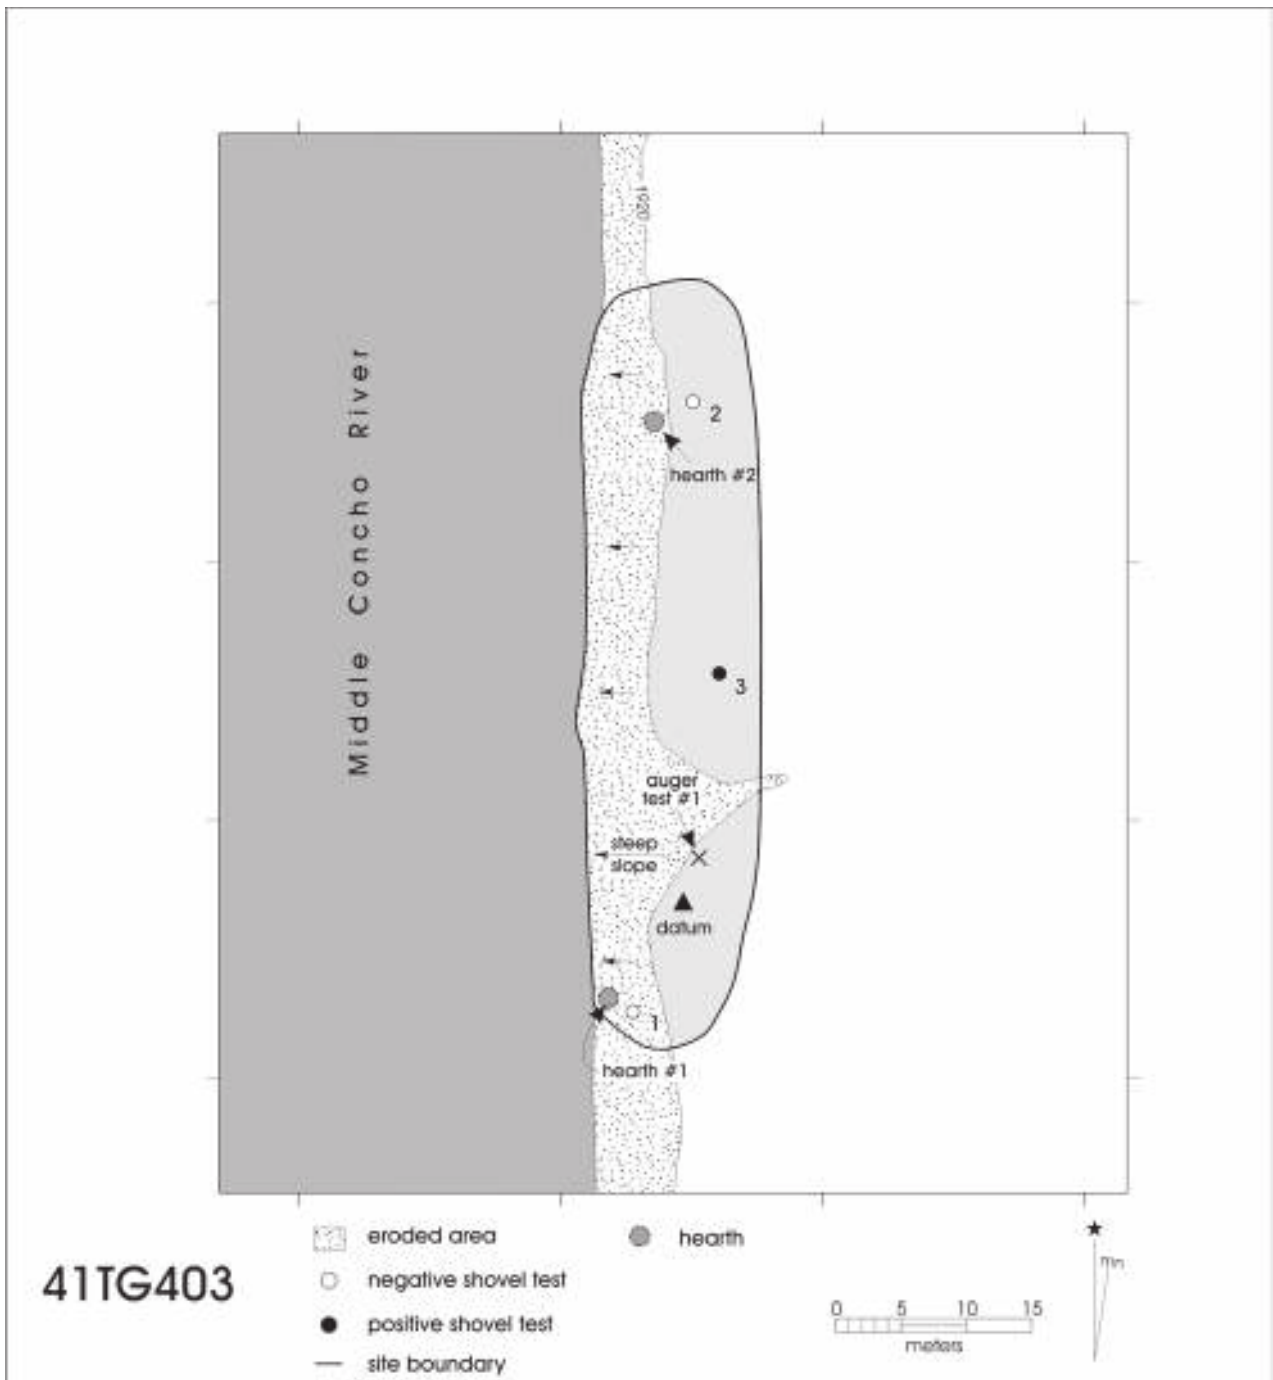 1920
Middle Concho River
2
hearth #2
3
auger
test #1
steep
slope
datum
1
hearth #1
eroded area
hearth
negative shovel test
positive shovel test
site boundary
41TG403
mn
0 5 10 15
meters